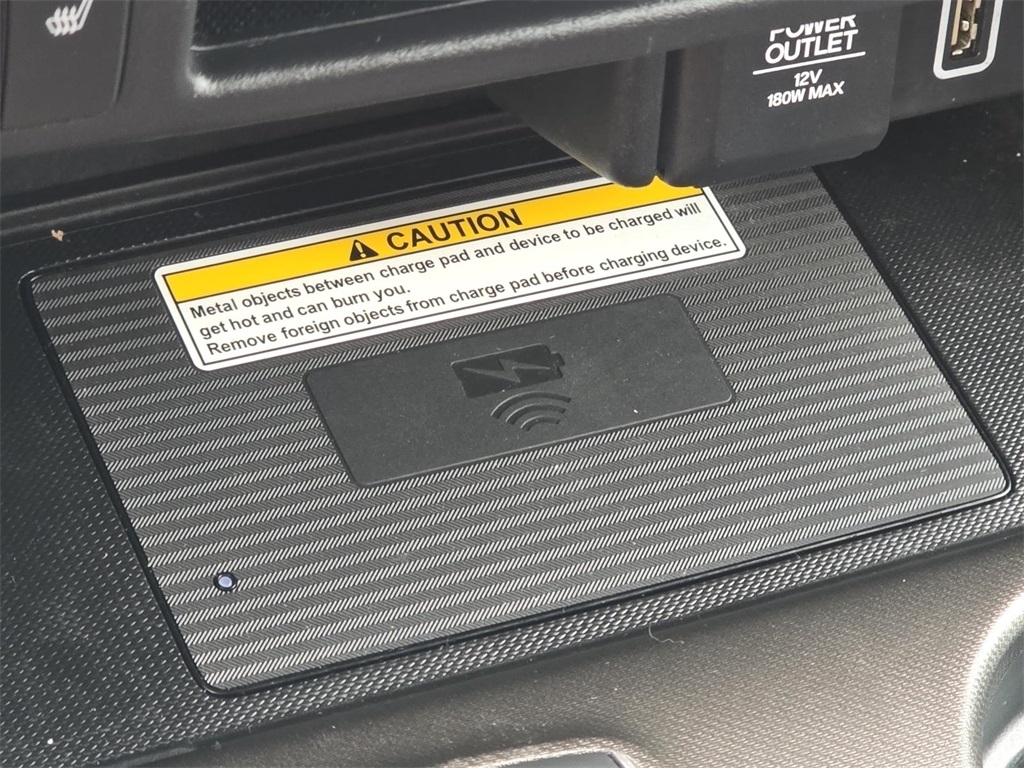 POWER
OUTLET
12V
180W MAX
CAUTION
Metal objects between charge pad and device to be charged will
get hot and can burn you.
Remove foreign objects from charge pad before charging device.